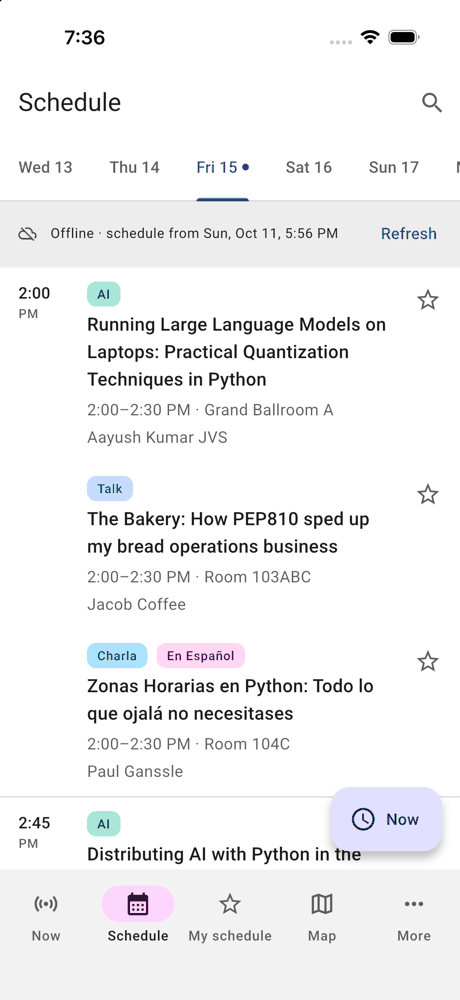 7:36
Schedule
Wed 13 Thu 14 Fri 15 Sat 16 Sun 17
Offline · schedule from Sun, Oct 11, 5:56 PM Refresh
2:00
PM
AI
Running Large Language Models on
Laptops: Practical Quantization
Techniques in Python
2:00–2:30 PM · Grand Ballroom A
Aayush Kumar JVS
Talk
The Bakery: How PEP810 sped up
my bread operations business
2:00–2:30 PM · Room 103ABC
Jacob Coffee
Charla En Español
Zonas Horarias en Python: Todo lo
que ojalá no necesitases
2:00–2:30 PM · Room 104C
Paul Ganssle
2:45
PM
AI
Distributing AI with Python in the
Now
Now Schedule My schedule Map More